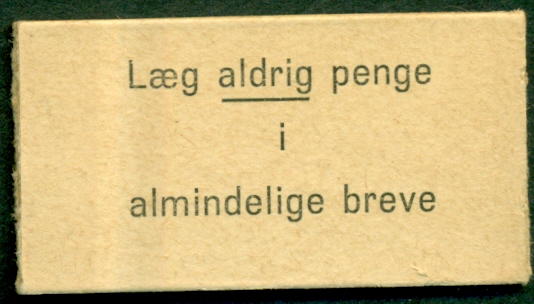 Læg aldrig penge
i
almindelige breve